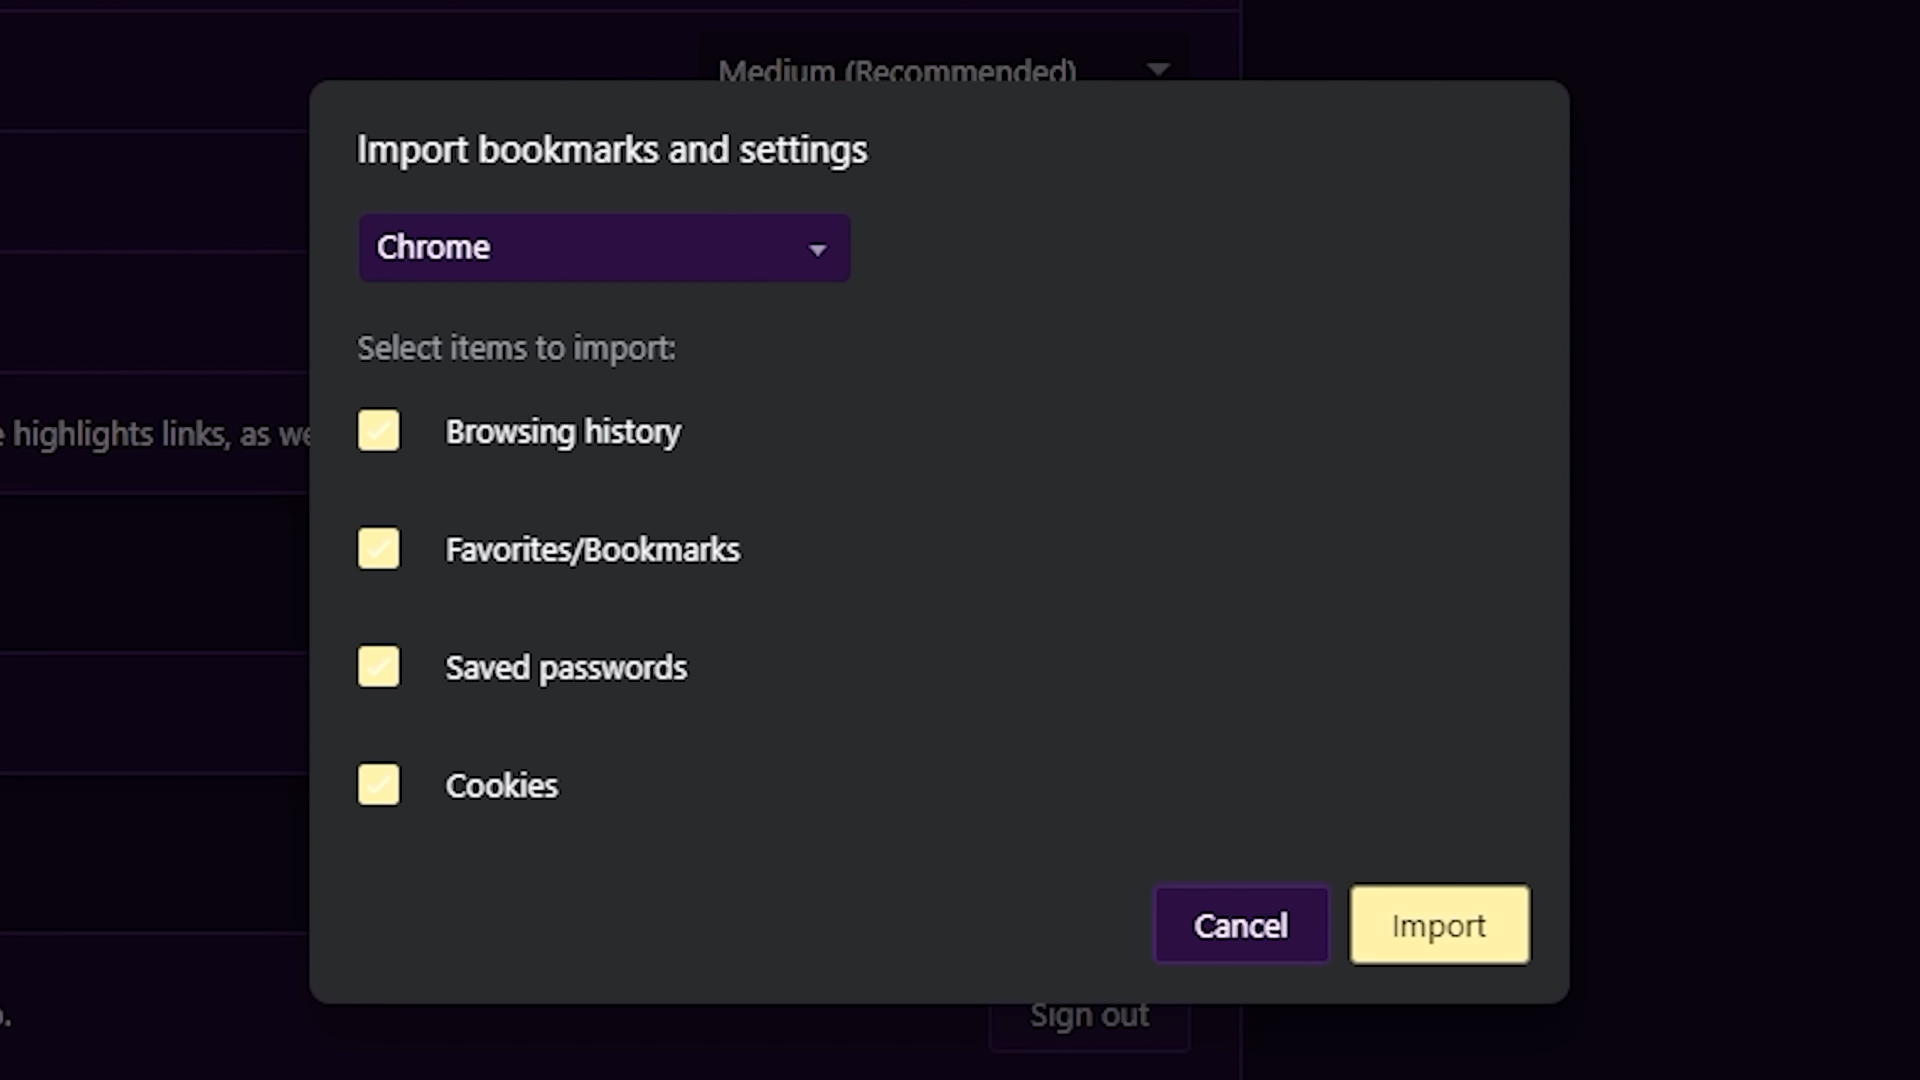 Medium (Recommended)
Import bookmarks and settings
Chrome
Select items to import:
Browsing history
highlights links, as we
Favorites/Bookmarks
Saved passwords
Cookies
Cancel
Import
Sign out